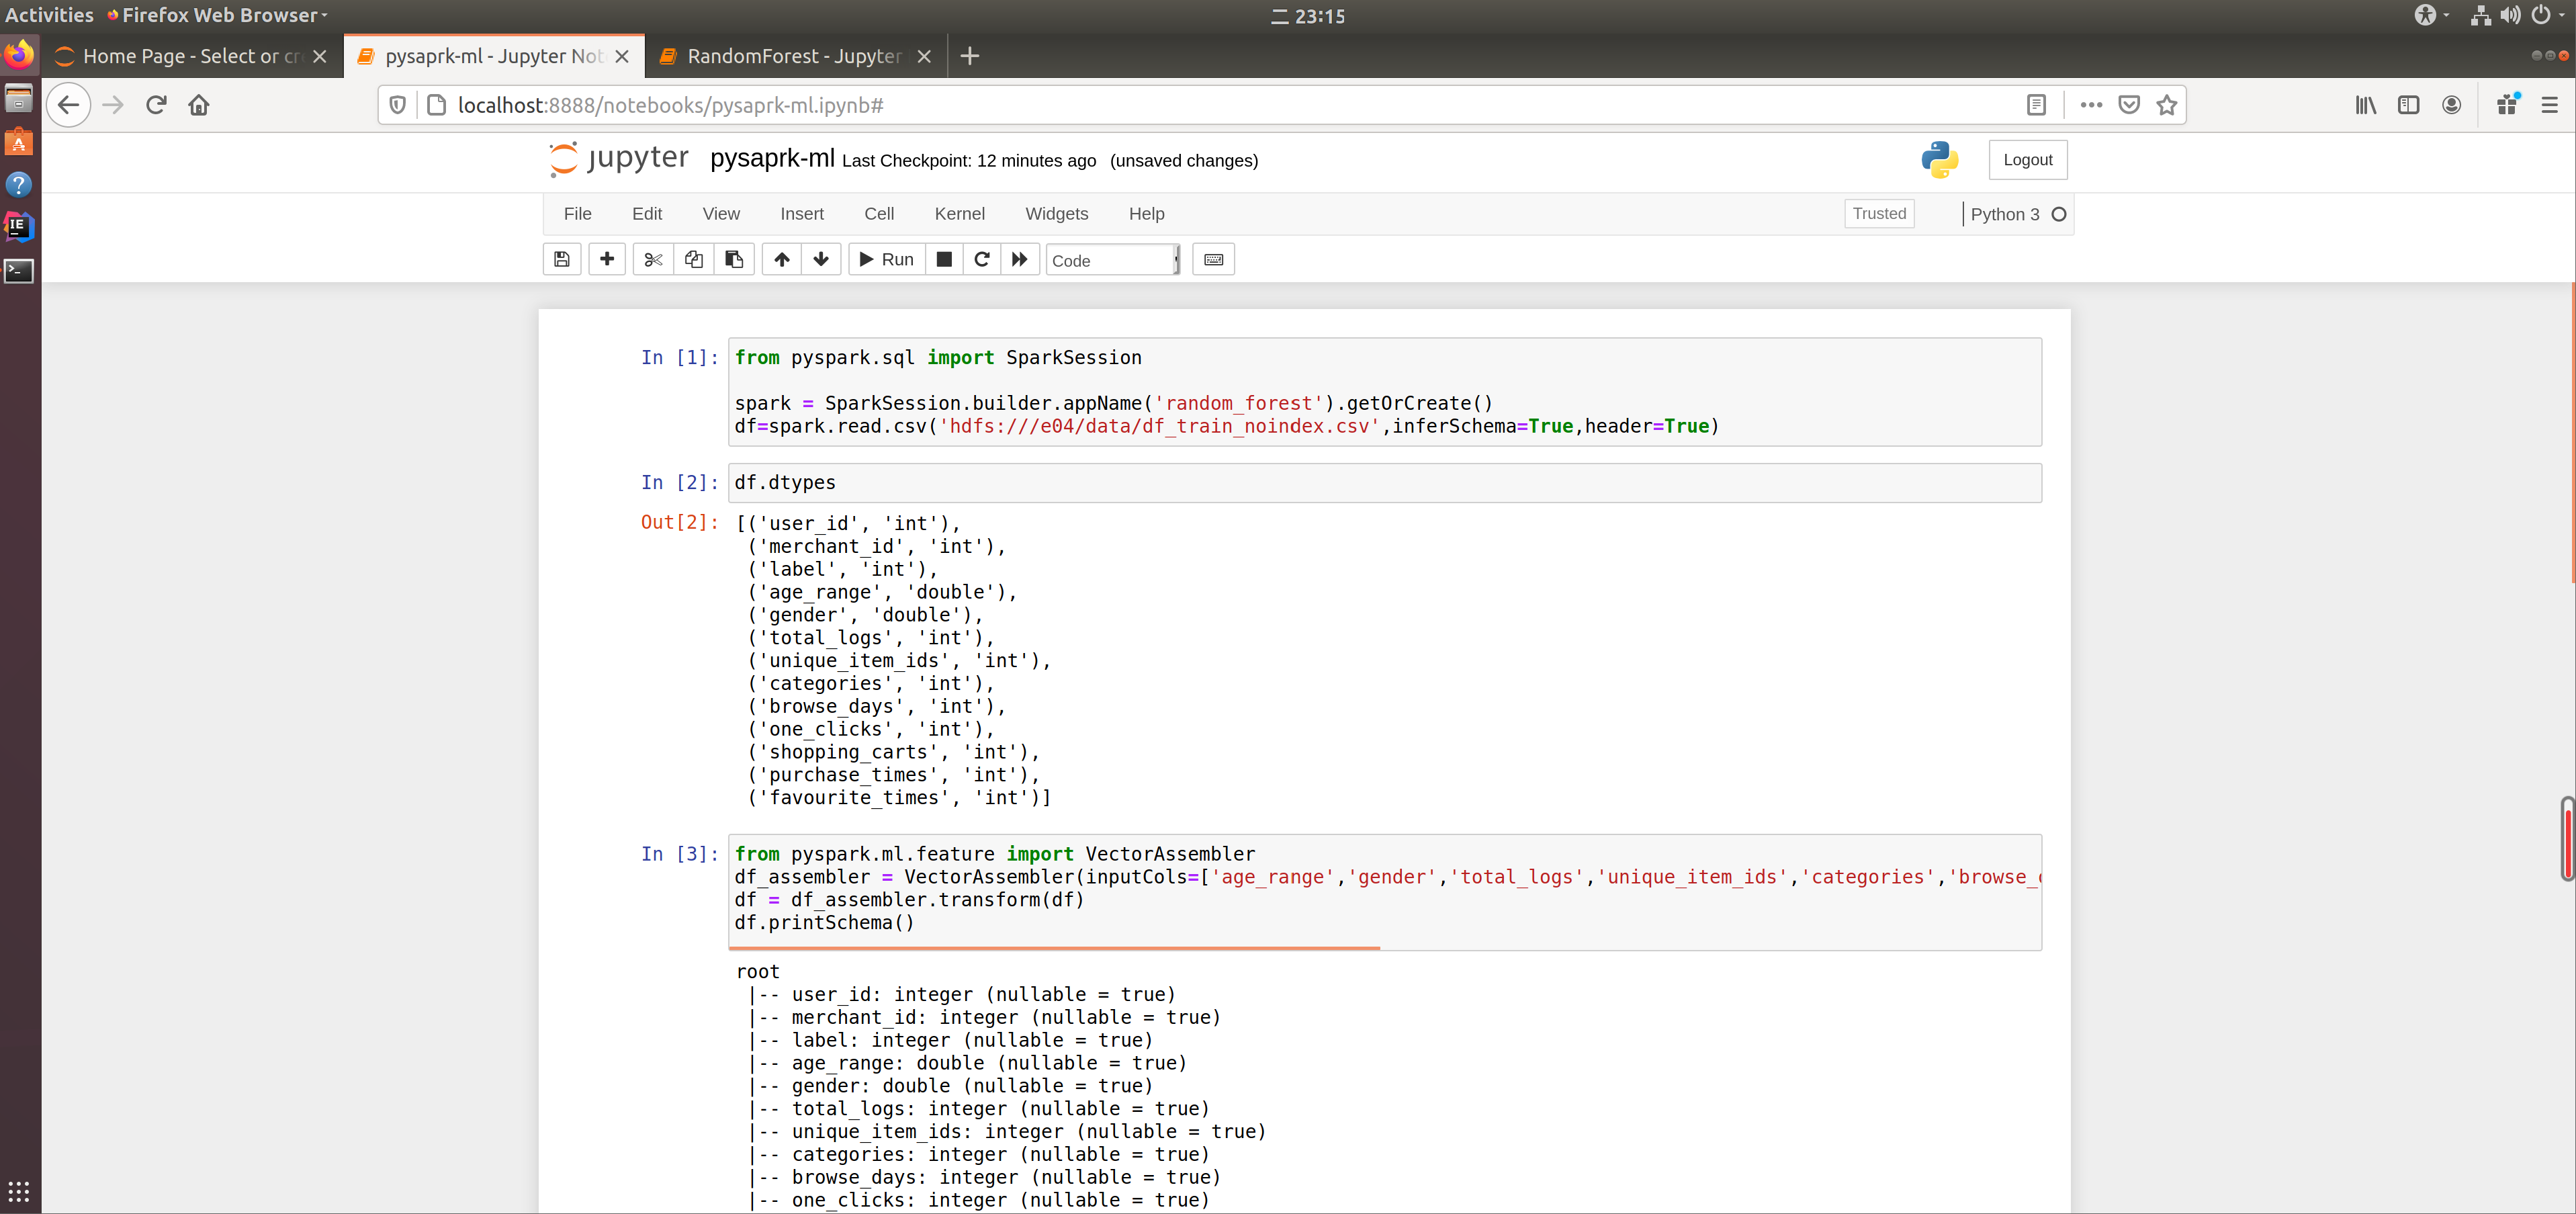 Activities Firefox Web Browser 23:15
Home Page - Select or cr pysaprk-ml - Jupyter Not RandomForest - Jupyter
localhost:8888/notebooks/pysaprk-ml.ipynb#
jupyter pysaprk-ml Last Checkpoint: 12 minutes ago (unsaved changes) Logout
File Edit View Insert Cell Kernel Widgets Help Trusted Python 3
Run Code
In [1]: from pyspark.sql import SparkSession
spark = SparkSession.builder.appName('random_forest').getOrCreate()
df=spark.read.csv('hdfs:///e04/data/df_train_noindex.csv',inferSchema=True,header=True)
In [2]: df.dtypes
Out[2]: [('user_id', 'int'),
('merchant_id', 'int'),
('label', 'int'),
('age_range', 'double'),
('gender', 'double'),
('total_logs', 'int'),
('unique_item_ids', 'int'),
('categories', 'int'),
('browse_days', 'int'),
('one_clicks', 'int'),
('shopping_carts', 'int'),
('purchase_times', 'int'),
('favourite_times', 'int')]
In [3]: from pyspark.ml.feature import VectorAssembler
df_assembler = VectorAssembler(inputCols=['age_range','gender','total_logs','unique_item_ids','categories','browse_
df = df_assembler.transform(df)
df.printSchema()
root
|-- user_id: integer (nullable = true)
|-- merchant_id: integer (nullable = true)
|-- label: integer (nullable = true)
|-- age_range: double (nullable = true)
|-- gender: double (nullable = true)
|-- total_logs: integer (nullable = true)
|-- unique_item_ids: integer (nullable = true)
|-- categories: integer (nullable = true)
|-- browse_days: integer (nullable = true)
|-- one_clicks: integer (nullable = true)